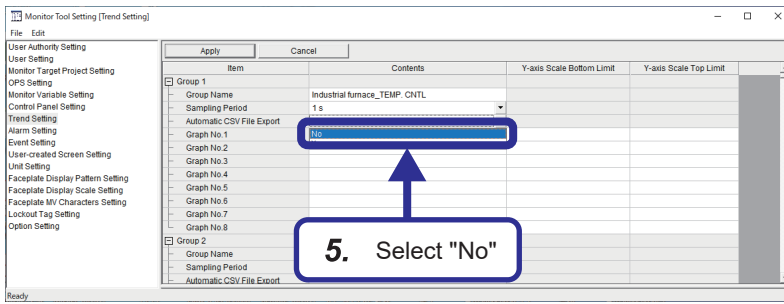 Monitor Tool Setting [Trend Setting]
File Edit
User Authority Setting
User Setting
Monitor Target Project Setting
OPS Setting
Monitor Variable Setting
Control Panel Setting
Trend Setting
Alarm Setting
Event Setting
User-created Screen Setting
Unit Setting
Faceplate Display Pattern Setting
Faceplate Display Scale Setting
Faceplate MV Characters Setting
Lockout Tag Setting
Option Setting
Apply Cancel
Item Contents Y-axis Scale Bottom Limit Y-axis Scale Top Limit
Group 1
Group Name Industrial furnace_TEMP. CNTL
Sampling Period 1 s
Automatic CSV File Export
Graph No.1 No
Graph No.2
Graph No.3
Graph No.4
Graph No.5
Graph No.6
Graph No.7
Graph No.8
Group 2
Group Name
Sampling Period
Automatic CSV File Export
5. Select "No"
Ready